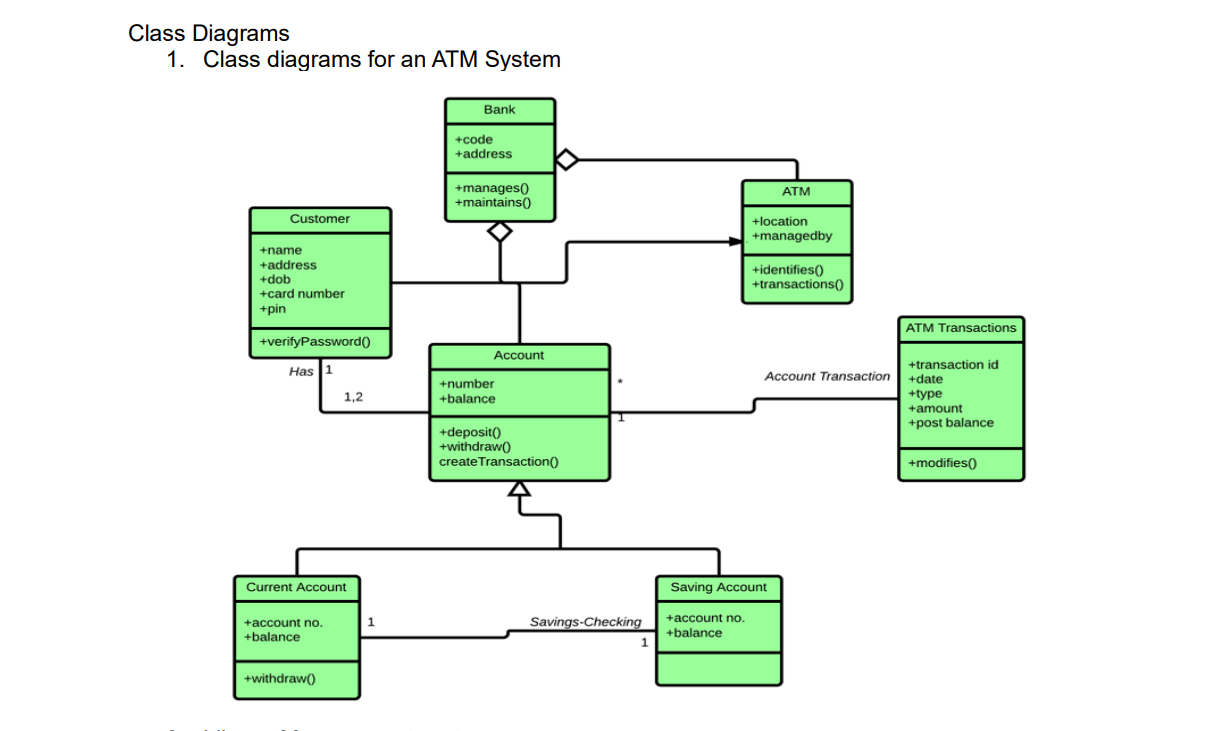 Class Diagrams
1. Class diagrams for an ATM System
Bank
+code
+address
+manages()
+maintains()
ATM
+location
+managedby
+identifies()
+transactions()
Customer
+name
+address
+dob
+card number
+pin
+verifyPassword()
Has 1
1,2
Account
+number
+balance
+deposit()
+withdraw()
createTransaction()
*
1
Account Transaction
ATM Transactions
+transaction id
+date
+type
+amount
+post balance
+modifies()
Current Account
+account no.
+balance
+withdraw()
1
Savings-Checking
1
Saving Account
+account no.
+balance